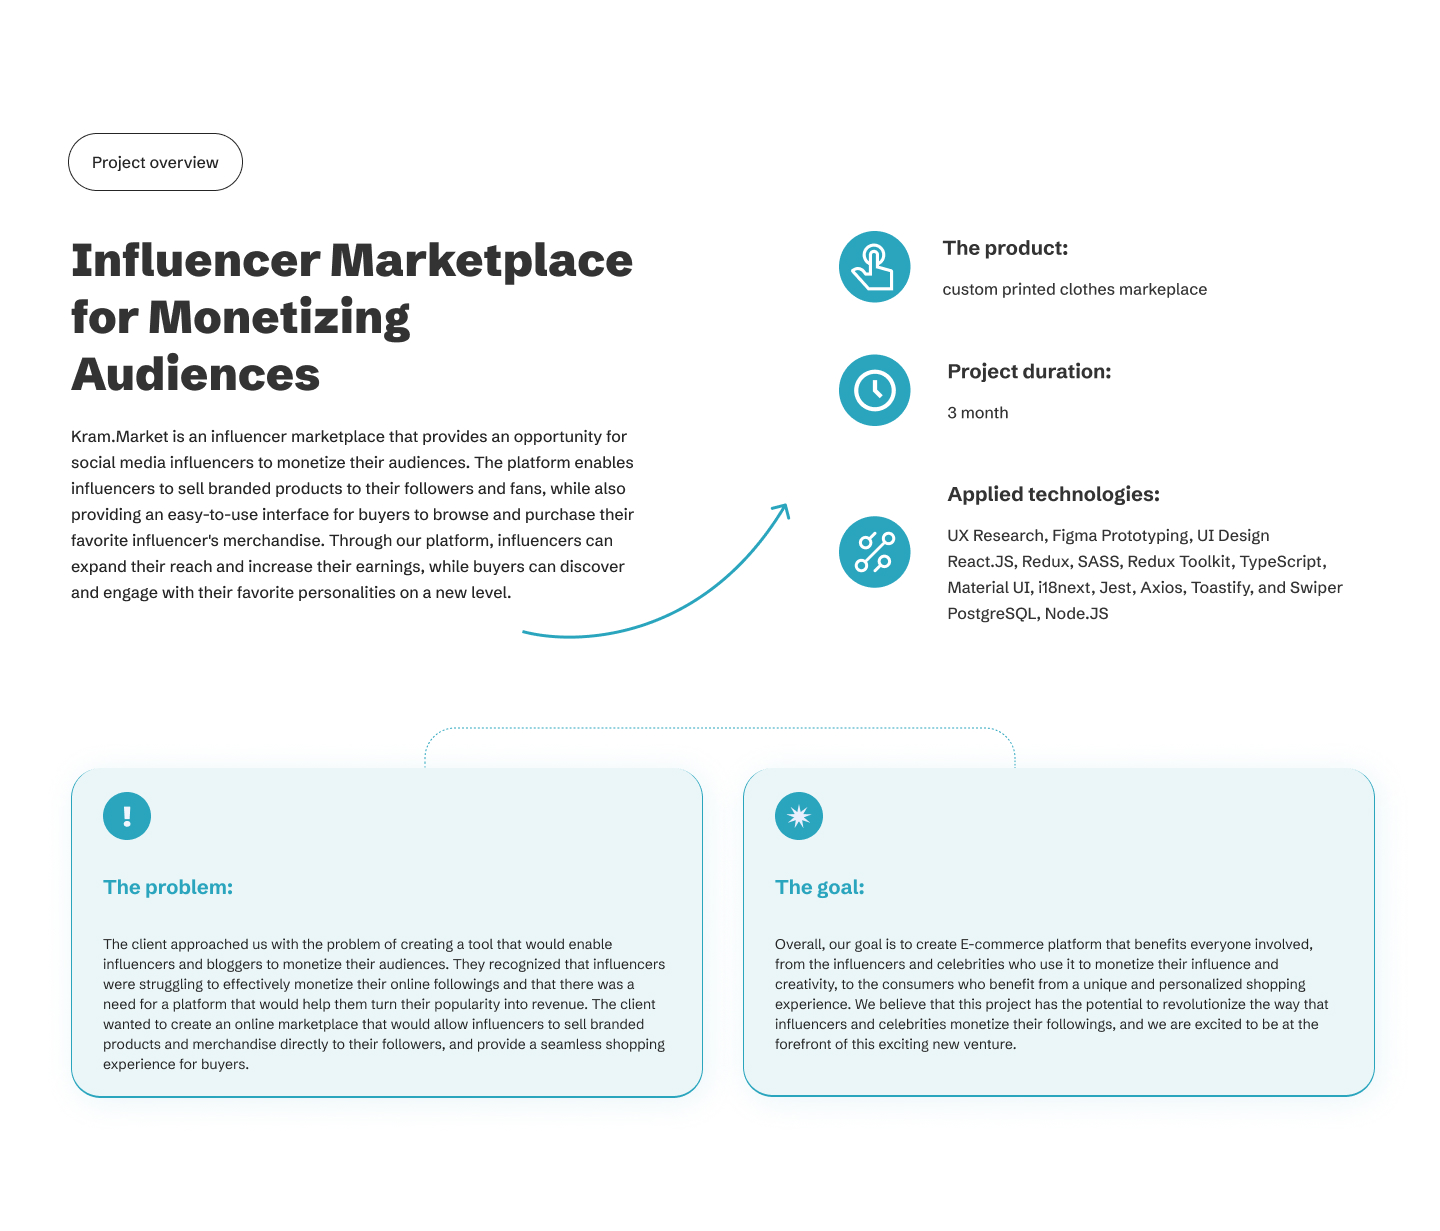 Project overview
Influencer Marketplace
for Monetizing
Audiences
Kram.Market is an influencer marketplace that provides an opportunity for
social media influencers to monetize their audiences. The platform enables
influencers to sell branded products to their followers and fans, while also
providing an easy-to-use interface for buyers to browse and purchase their
favorite influencer's merchandise. Through our platform, influencers can
expand their reach and increase their earnings, while buyers can discover
and engage with their favorite personalities on a new level.
The product:
custom printed clothes markeplace
Project duration:
3 month
Applied technologies:
UX Research, Figma Prototyping, UI Design
React.JS, Redux, SASS, Redux Toolkit, TypeScript,
Material UI, i18next, Jest, Axios, Toastify, and Swiper
PostgreSQL, Node.JS
The problem:
The client approached us with the problem of creating a tool that would enable
influencers and bloggers to monetize their audiences. They recognized that influencers
were struggling to effectively monetize their online followings and that there was a
need for a platform that would help them turn their popularity into revenue. The client
wanted to create an online marketplace that would allow influencers to sell branded
products and merchandise directly to their followers, and provide a seamless shopping
experience for buyers.
The goal:
Overall, our goal is to create E-commerce platform that benefits everyone involved,
from the influencers and celebrities who use it to monetize their influence and
creativity, to the consumers who benefit from a unique and personalized shopping
experience. We believe that this project has the potential to revolutionize the way that
influencers and celebrities monetize their followings, and we are excited to be at the
forefront of this exciting new venture.